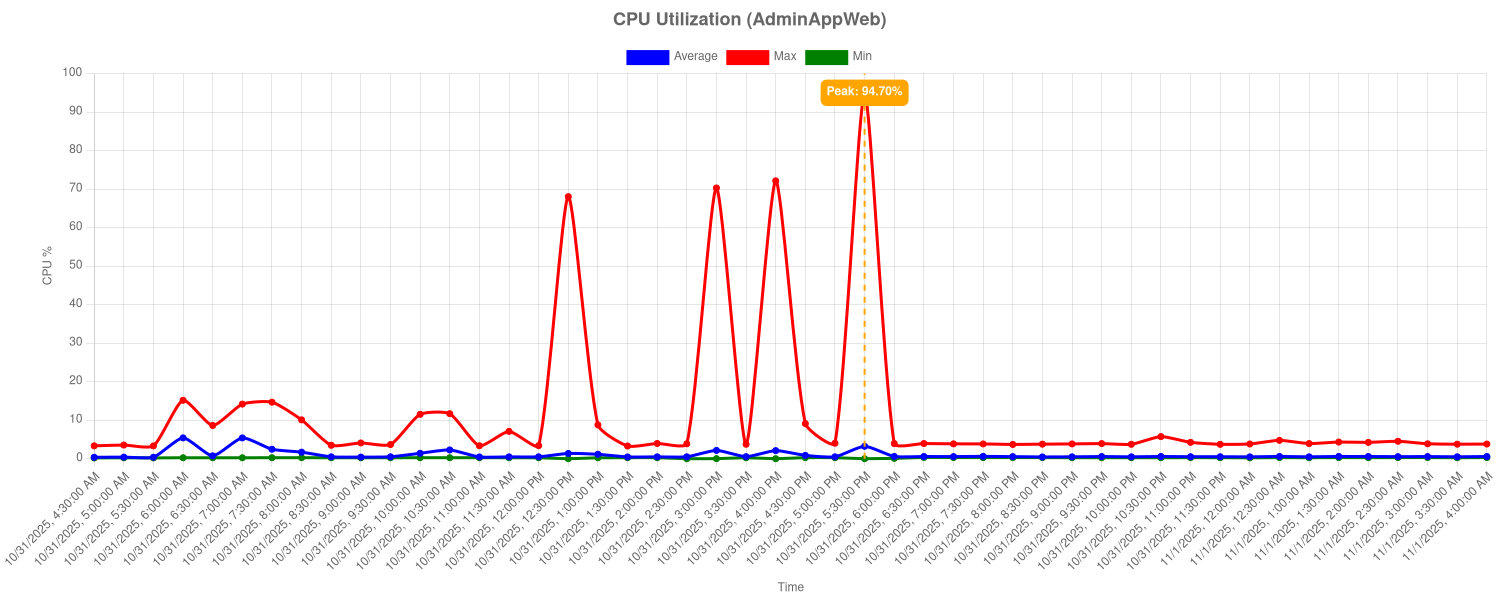 CPU Utilization (AdminAppWeb)
Average
Max
Min
Peak: 94.70%
100
90
80
70
60
50
40
30
20
10
0
CPU %
10/31/2025, 4:30:00 AM
10/31/2025, 5:00:00 AM
10/31/2025, 5:30:00 AM
10/31/2025, 6:00:00 AM
10/31/2025, 6:30:00 AM
10/31/2025, 7:00:00 AM
10/31/2025, 7:30:00 AM
10/31/2025, 8:00:00 AM
10/31/2025, 8:30:00 AM
10/31/2025, 9:00:00 AM
10/31/2025, 9:30:00 AM
10/31/2025, 10:00:00 AM
10/31/2025, 10:30:00 AM
10/31/2025, 11:00:00 AM
10/31/2025, 11:30:00 AM
10/31/2025, 12:00:00 PM
10/31/2025, 12:30:00 PM
10/31/2025, 1:00:00 PM
10/31/2025, 1:30:00 PM
10/31/2025, 2:00:00 PM
10/31/2025, 2:30:00 PM
10/31/2025, 3:00:00 PM
10/31/2025, 3:30:00 PM
10/31/2025, 4:00:00 PM
10/31/2025, 4:30:00 PM
10/31/2025, 5:00:00 PM
10/31/2025, 5:30:00 PM
10/31/2025, 6:00:00 PM
10/31/2025, 6:30:00 PM
10/31/2025, 7:00:00 PM
10/31/2025, 7:30:00 PM
10/31/2025, 8:00:00 PM
10/31/2025, 8:30:00 PM
10/31/2025, 9:00:00 PM
10/31/2025, 9:30:00 PM
10/31/2025, 10:00:00 PM
10/31/2025, 10:30:00 PM
10/31/2025, 11:00:00 PM
10/31/2025, 11:30:00 PM
11/1/2025, 12:00:00 AM
11/1/2025, 12:30:00 AM
11/1/2025, 1:00:00 AM
11/1/2025, 1:30:00 AM
11/1/2025, 2:00:00 AM
11/1/2025, 2:30:00 AM
11/1/2025, 3:00:00 AM
11/1/2025, 3:30:00 AM
11/1/2025, 4:00:00 AM
Time